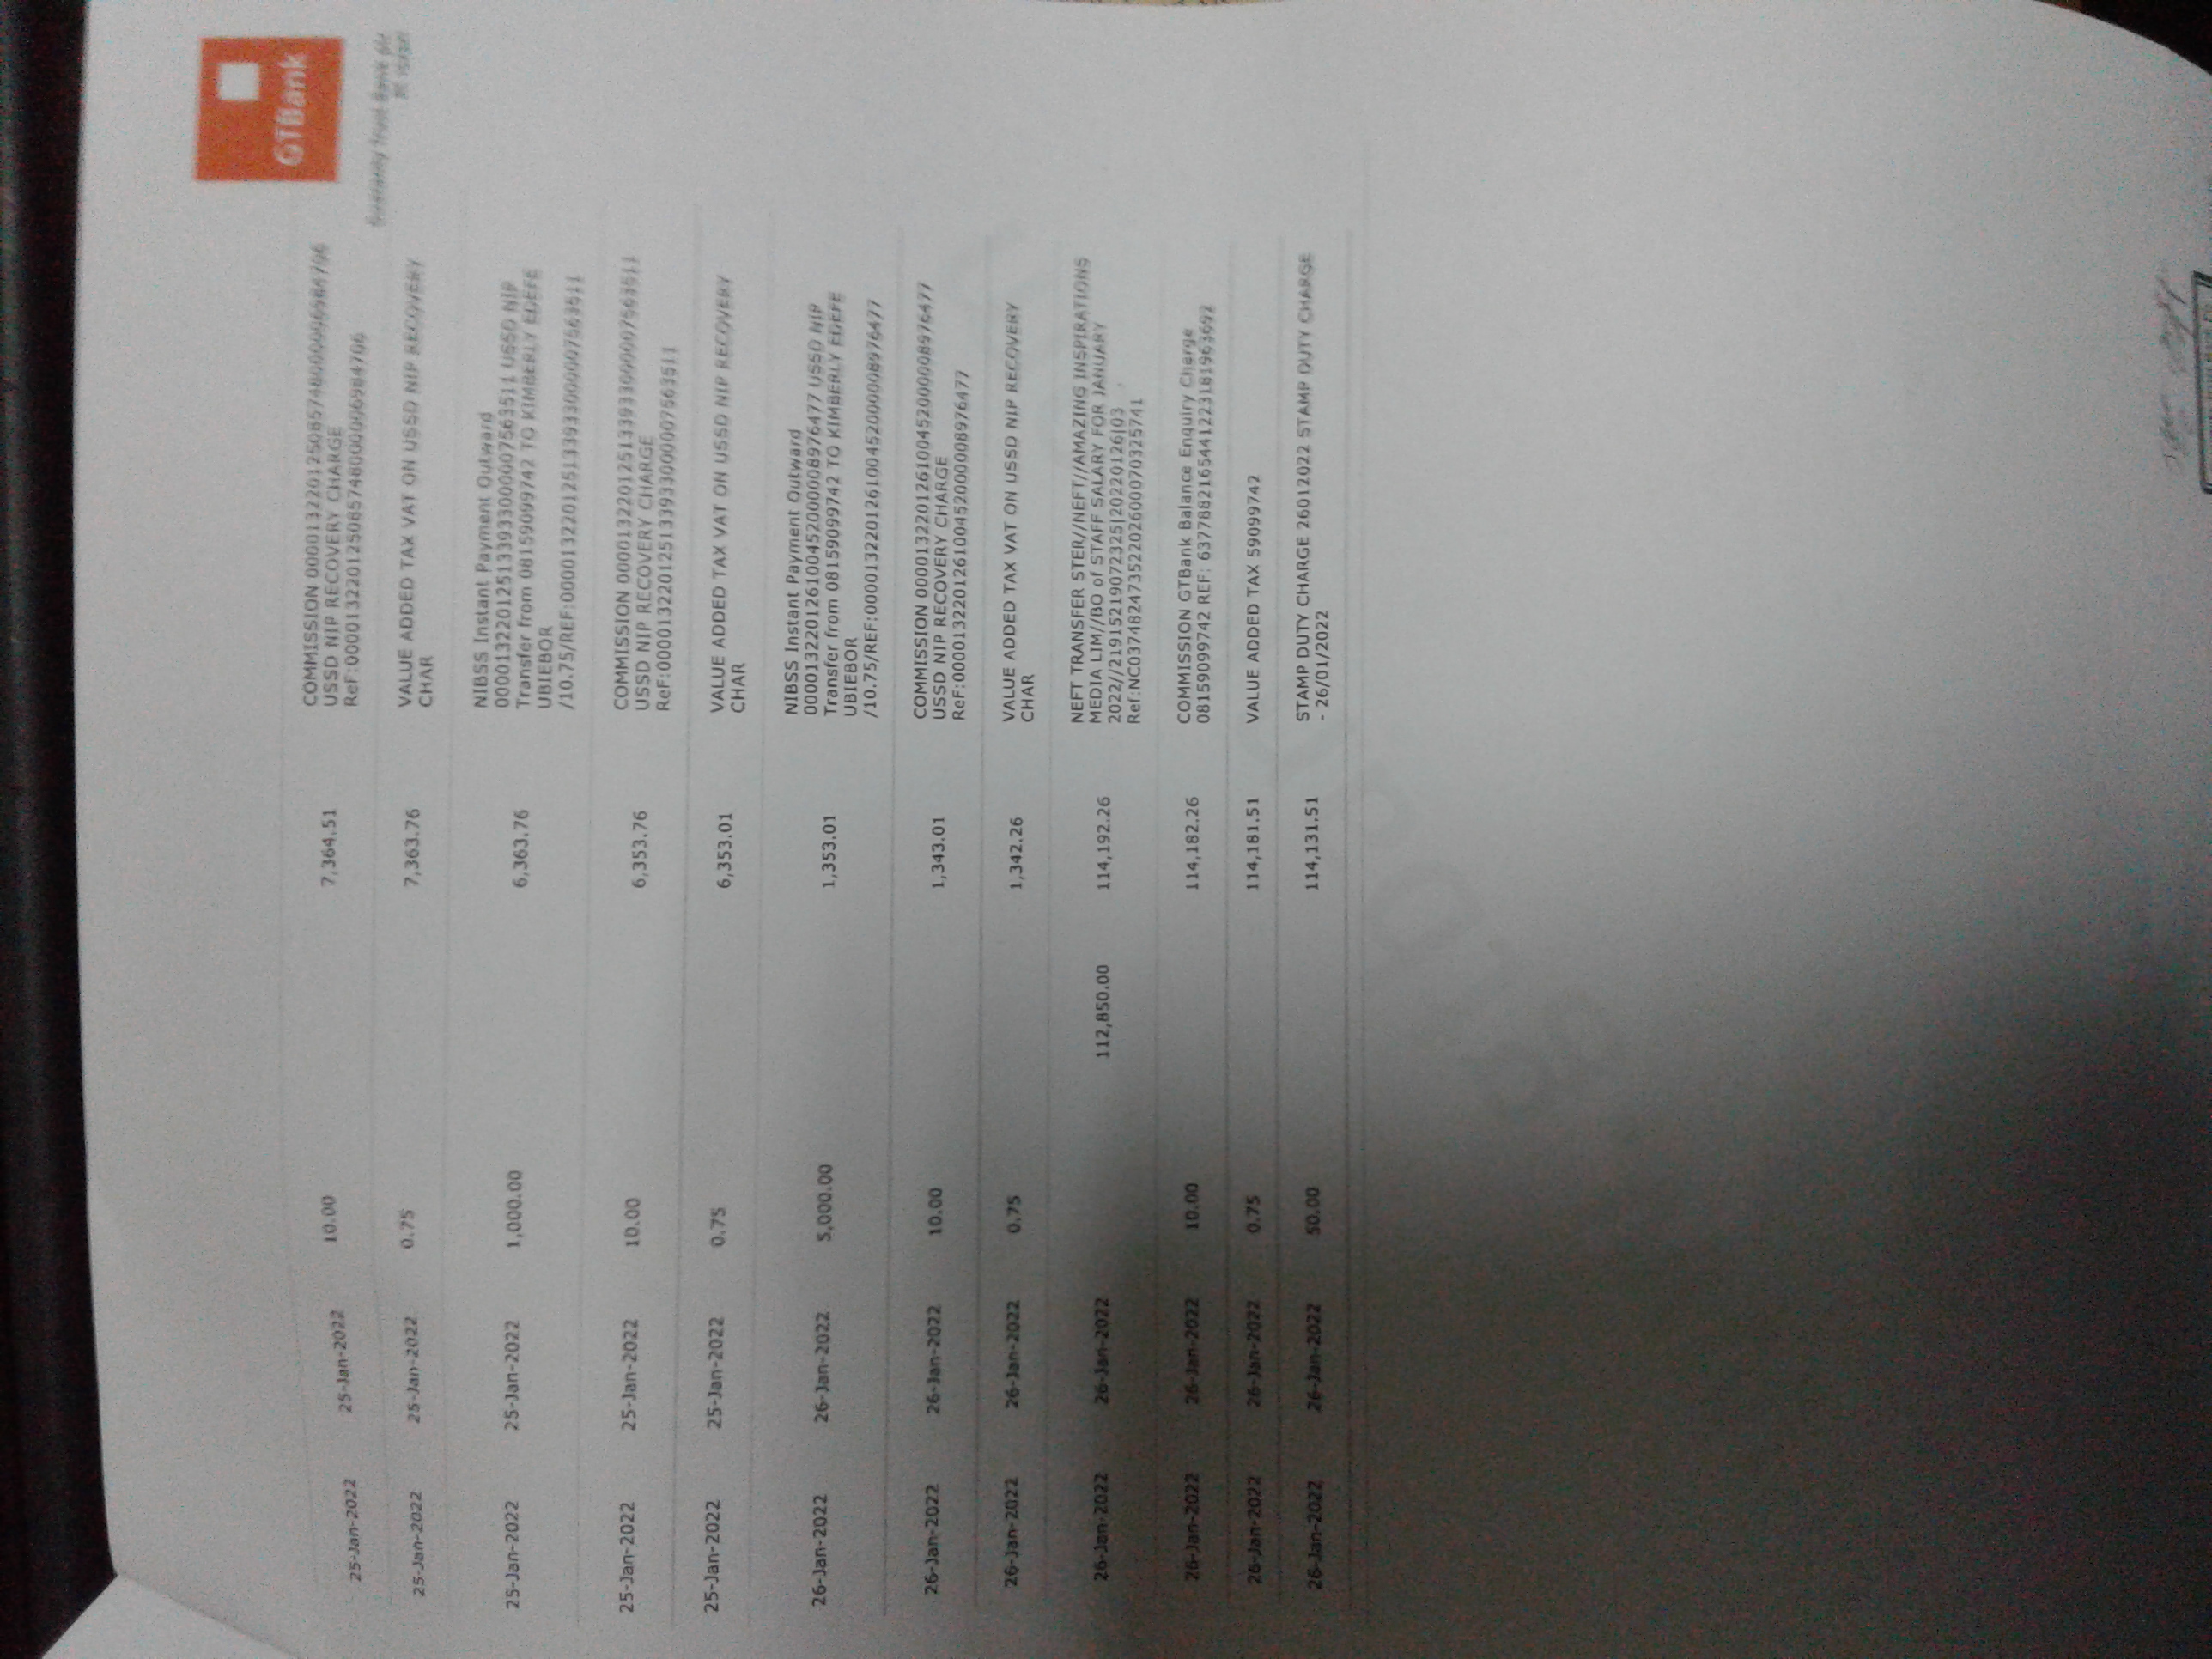 GTBank
25-Jan-2022 25-Jan-2022 10.00 7,364.51 COMMISSION 000013220125085748000006984706
USSD NIP RECOVERY CHARGE
ReF:000013220125085748000006984706
25-Jan-2022 25-Jan-2022 0.75 7,363.76 VALUE ADDED TAX VAT ON USSD NIP RECOVERY
CHAR
25-Jan-2022 25-Jan-2022 1,000.00 6,363.76 NIBSS Instant Payment Outward
000013220125133933000007563511 USSD NIP
Transfer from 08159099742 TO KIMBERLY EDEFE
UBIEBOR
/10.75/REF:000013220125133933000007563511
25-Jan-2022 25-Jan-2022 10.00 6,353.76 COMMISSION 000013220125133933000007563511
USSD NIP RECOVERY CHARGE
ReF:000013220125133933000007563511
25-Jan-2022 25-Jan-2022 0.75 6,353.01 VALUE ADDED TAX VAT ON USSD NIP RECOVERY
CHAR
26-Jan-2022 26-Jan-2022 5,000.00 1,353.01 NIBSS Instant Payment Outward
000013220126100452000008976477 USSD NIP
Transfer from 08159099742 TO KIMBERLY EDEFE
UBIEBOR
/10.75/REF:000013220126100452000008976477
26-Jan-2022 26-Jan-2022 10.00 1,343.01 COMMISSION 000013220126100452000008976477
USSD NIP RECOVERY CHARGE
ReF:000013220126100452000008976477
26-Jan-2022 26-Jan-2022 0.75 1,342.26 VALUE ADDED TAX VAT ON USSD NIP RECOVERY
CHAR
26-Jan-2022 26-Jan-2022 112,850.00 114,192.26 NEFT TRANSFER STER//NEFT//AMAZING INSPIRATIONS
MEDIA LIM//BO of STAFF SALARY FOR JANUARY
2022//21915219072325|20220126|03
Ref:NC03748247352202600070325741
26-Jan-2022 26-Jan-2022 10.00 114,182.26 COMMISSION GTBank Balance Enquiry Charge
08159099742 REF: 6377882165441223181963692
26-Jan-2022 26-Jan-2022 0.75 114,181.51 VALUE ADDED TAX 59099742
26-Jan-2022 26-Jan-2022 50.00 114,131.51 STAMP DUTY CHARGE 26012022 STAMP DUTY CHARGE
- 26/01/2022